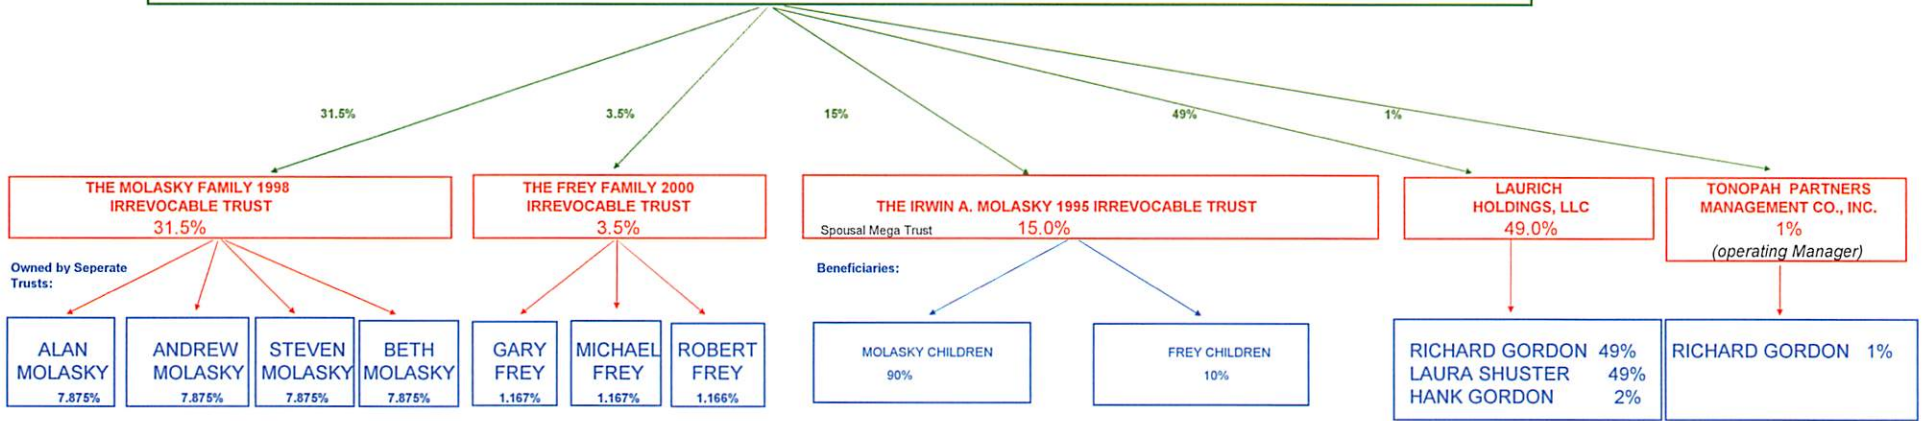 31.5%
3.5%
15%
49%
1%
THE MOLASKY FAMILY 1998
IRREVOCABLE TRUST
31.5%
THE FREY FAMILY 2000
IRREVOCABLE TRUST
3.5%
THE IRWIN A. MOLASKY 1995 IRREVOCABLE TRUST
Spousal Mega Trust 15.0%
LAURICH
HOLDINGS, LLC
49.0%
TONOPAH PARTNERS
MANAGEMENT CO., INC.
1%
(operating Manager)
Owned by Seperate
Trusts:
Beneficiaries:
ALAN
MOLASKY
7.875%
ANDREW
MOLASKY
7.875%
STEVEN
MOLASKY
7.875%
BETH
MOLASKY
7.875%
GARY
FREY
1.167%
MICHAEL
FREY
1.167%
ROBERT
FREY
1.166%
MOLASKY CHILDREN
90%
FREY CHILDREN
10%
RICHARD GORDON 49%
LAURA SHUSTER 49%
HANK GORDON 2%
RICHARD GORDON 1%